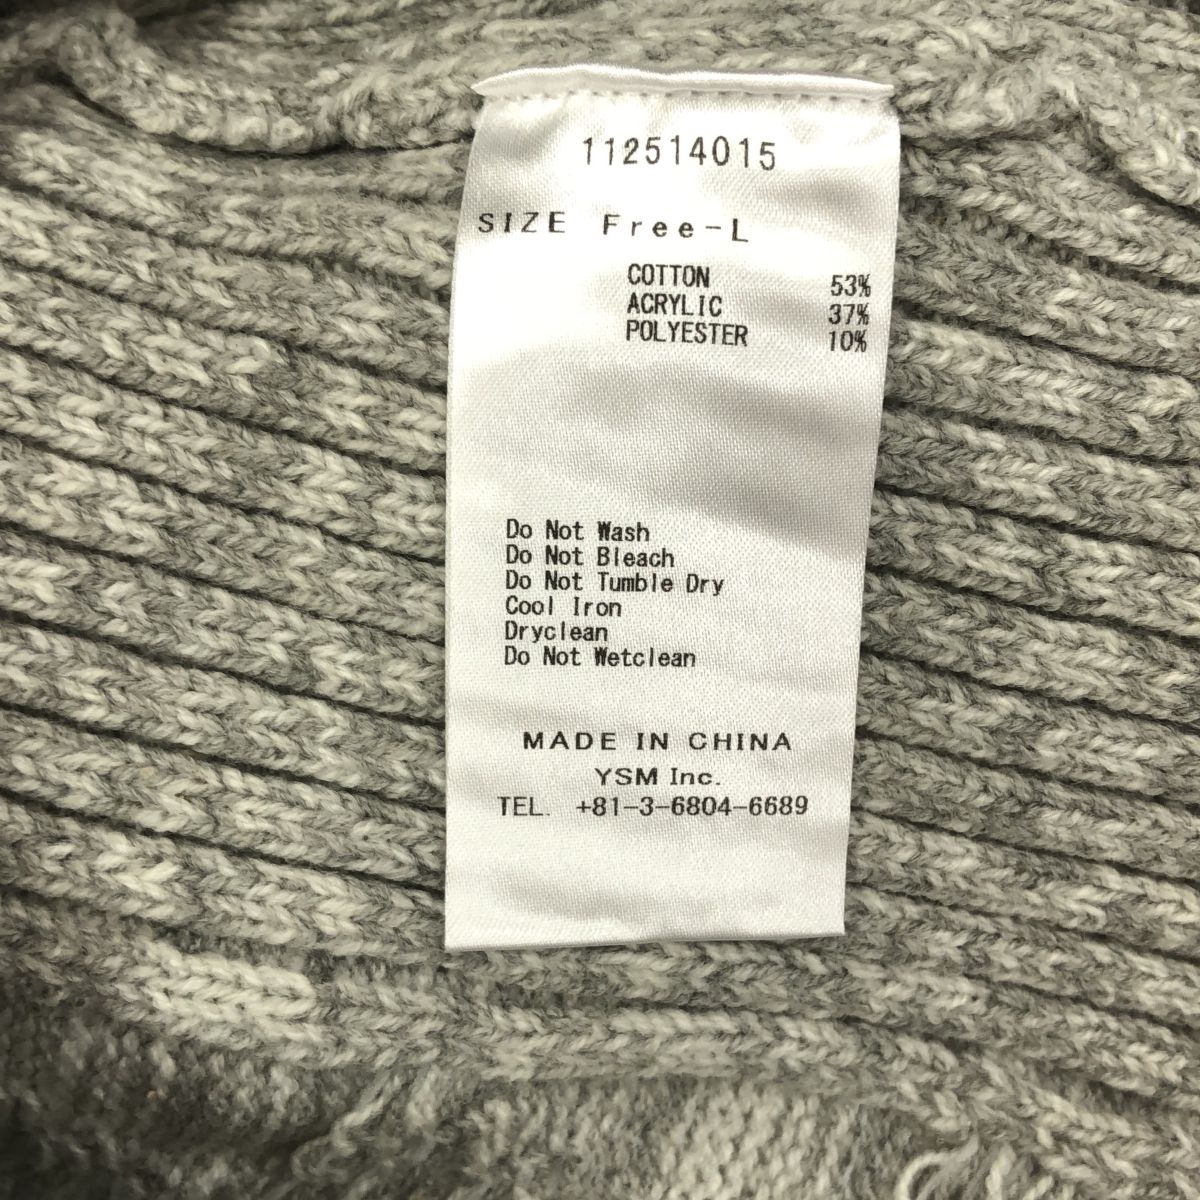 112514015
SIZE Free-L
COTTON 53%
ACRYLIC 37%
POLYESTER 10%
Do Not Wash
Do Not Bleach
Do Not Tumble Dry
Cool Iron
Dryclean
Do Not Wetclean
MADE IN CHINA
YSM Inc.
TEL. +81-3-6804-6689